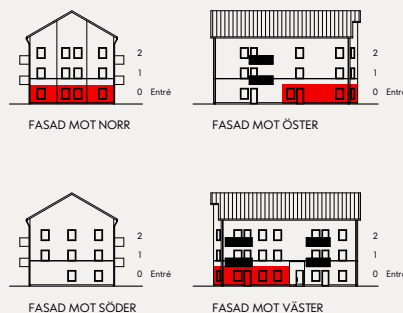 2
1
0 Entré
FASAD MOT NORR
2
1
0 Entré
FASAD MOT ÖSTER
2
1
0 Entré
FASAD MOT SÖDER
2
1
0 Entré
FASAD MOT VÄSTER